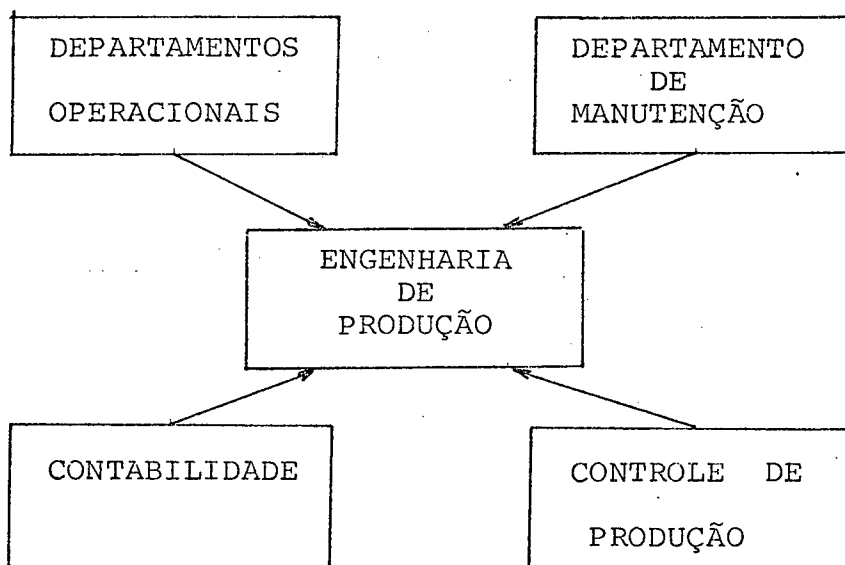 DEPARTAMENTOS
OPERACIONAIS
DEPARTAMENTO
DE
MANUTENÇÃO
ENGENHARIA
DE
PRODUÇÃO
CONTABILIDADE
CONTROLE DE
PRODUÇÃO